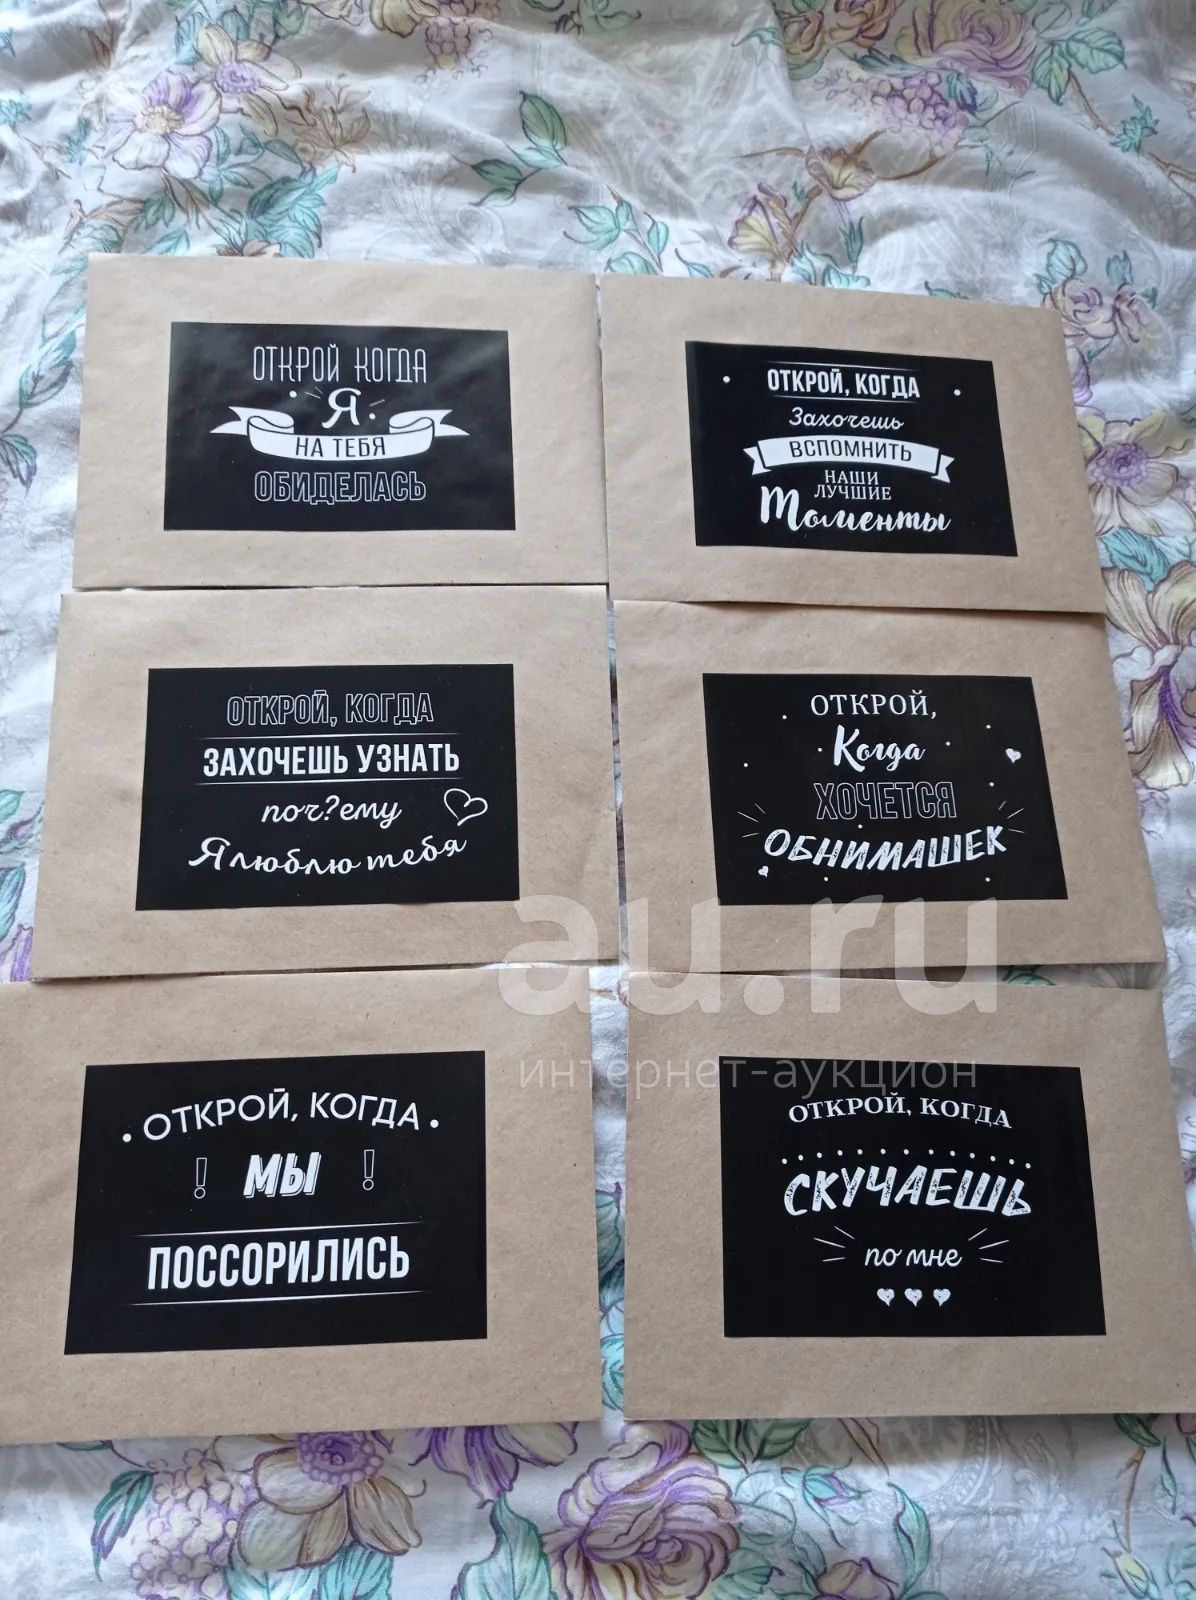 ОТКРОЙ КОГДА
Я
НА ТЕБЯ
ОБИДЕЛАСЬ
ОТКРОЙ, КОГДА
Захочешь
ВСПОМНИТЬ
НАШИ
ЛУЧШИЕ
Моменты
ОТКРОЙ, КОГДА
ЗАХОЧЕШЬ УЗНАТЬ
поч?ему
Я люблю тебя
ОТКРОЙ,
Когда
ХОЧЕТСЯ
ОБНИМАШЕК
ОТКРОЙ, КОГДА
! МЫ !
ПОССОРИЛИСЬ
ОТКРОЙ, КОГДА
СКУЧАЕШЬ
по мне
au.ru
интернет-аукцион